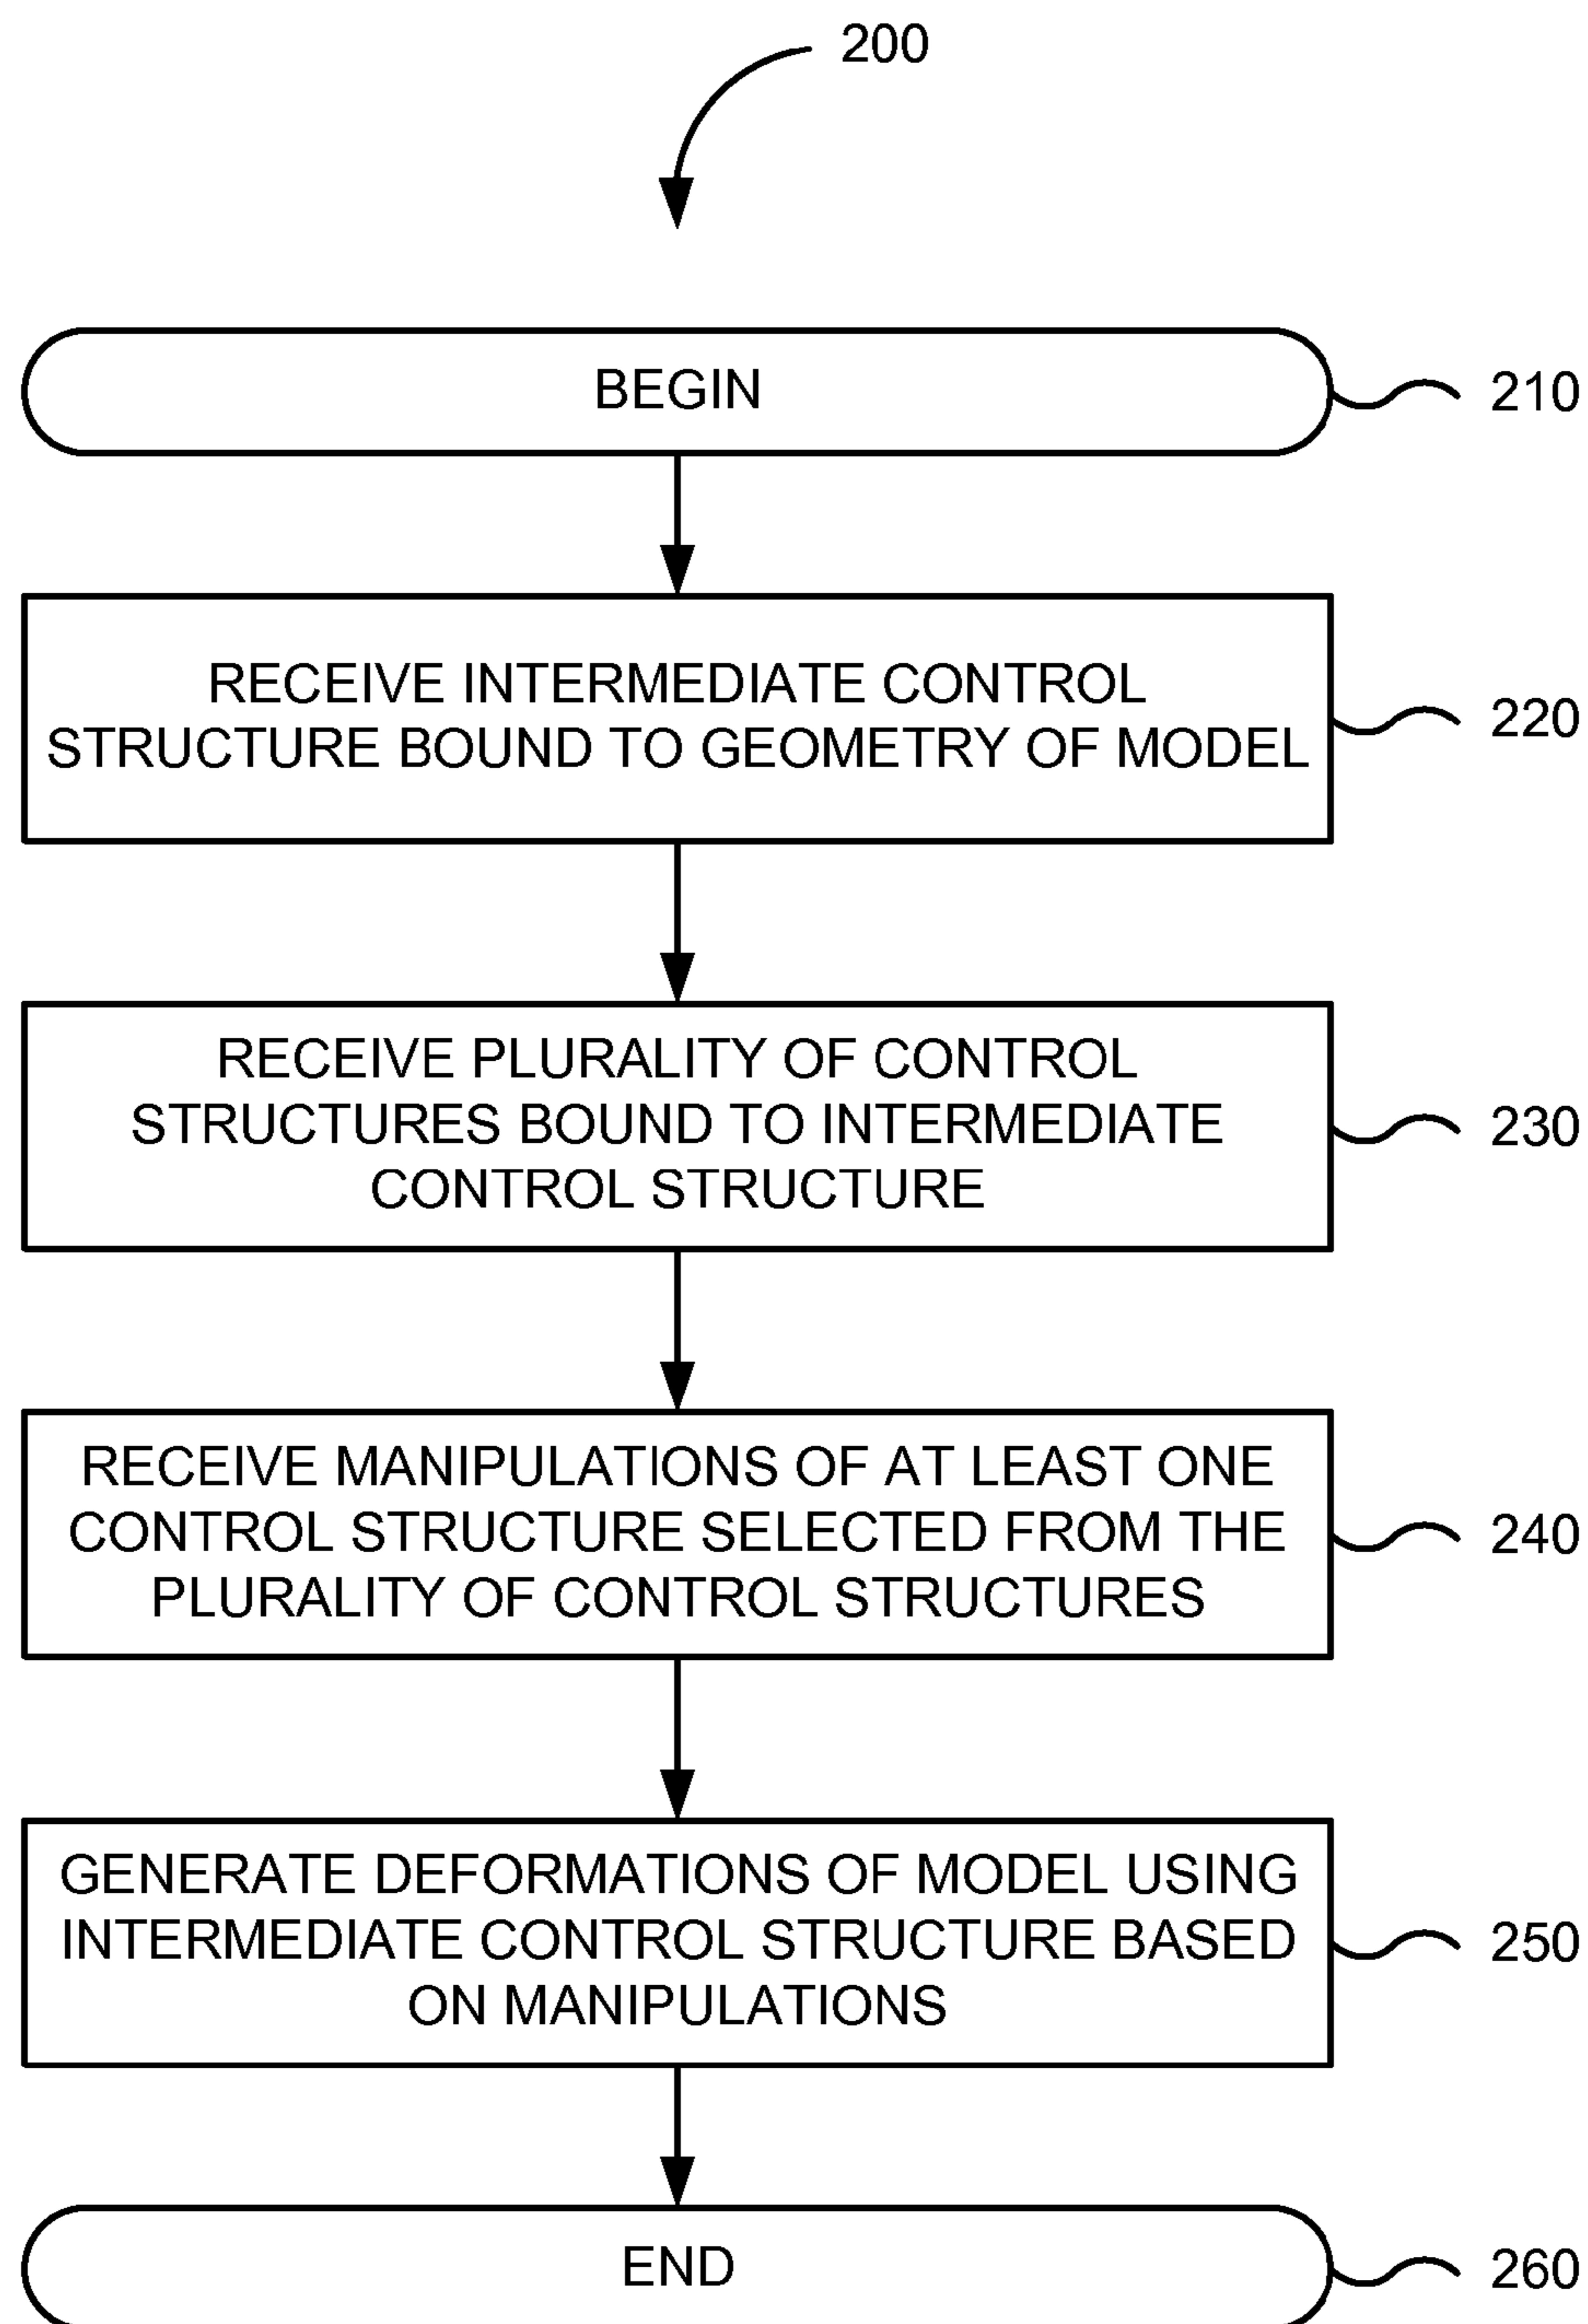 200
BEGIN
210
RECEIVE INTERMEDIATE CONTROL
STRUCTURE BOUND TO GEOMETRY OF MODEL
220
RECEIVE PLURALITY OF CONTROL
STRUCTURES BOUND TO INTERMEDIATE
CONTROL STRUCTURE
230
RECEIVE MANIPULATIONS OF AT LEAST ONE
CONTROL STRUCTURE SELECTED FROM THE
PLURALITY OF CONTROL STRUCTURES
240
GENERATE DEFORMATIONS OF MODEL USING
INTERMEDIATE CONTROL STRUCTURE BASED
ON MANIPULATIONS
250
END
260